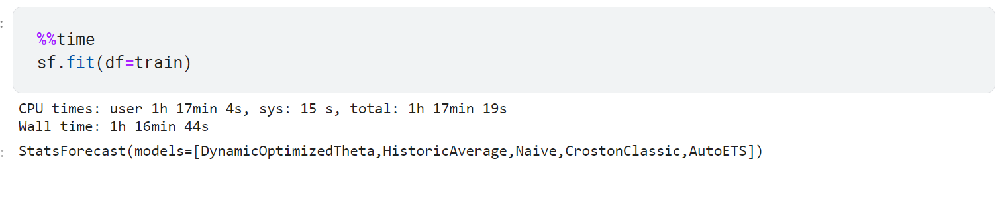 :
%%time
sf.fit(df=train)
CPU times: user 1h 17min 4s, sys: 15 s, total: 1h 17min 19s
Wall time: 1h 16min 44s
: StatsForecast(models=[DynamicOptimizedTheta,HistoricAverage,Naive,CrostonClassic,AutoETS])